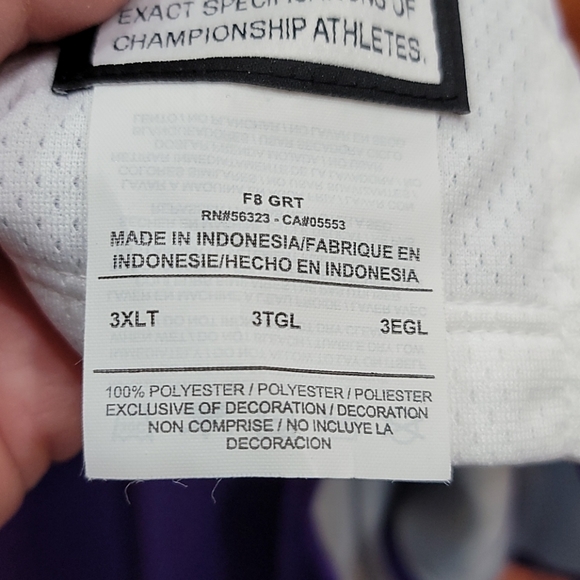 EXACT SPECIFICATIONS OF
CHAMPIONSHIP ATHLETES.
F8 GRT
RN#56323 - CA#05553
MADE IN INDONESIA/FABRIQUE EN
INDONESIE/HECHO EN INDONESIA
3XLT 3TGL 3EGL
100% POLYESTER / POLYESTER / POLIESTER
EXCLUSIVE OF DECORATION / DECORATION
NON COMPRISE / NO INCLUYE LA
DECORACION